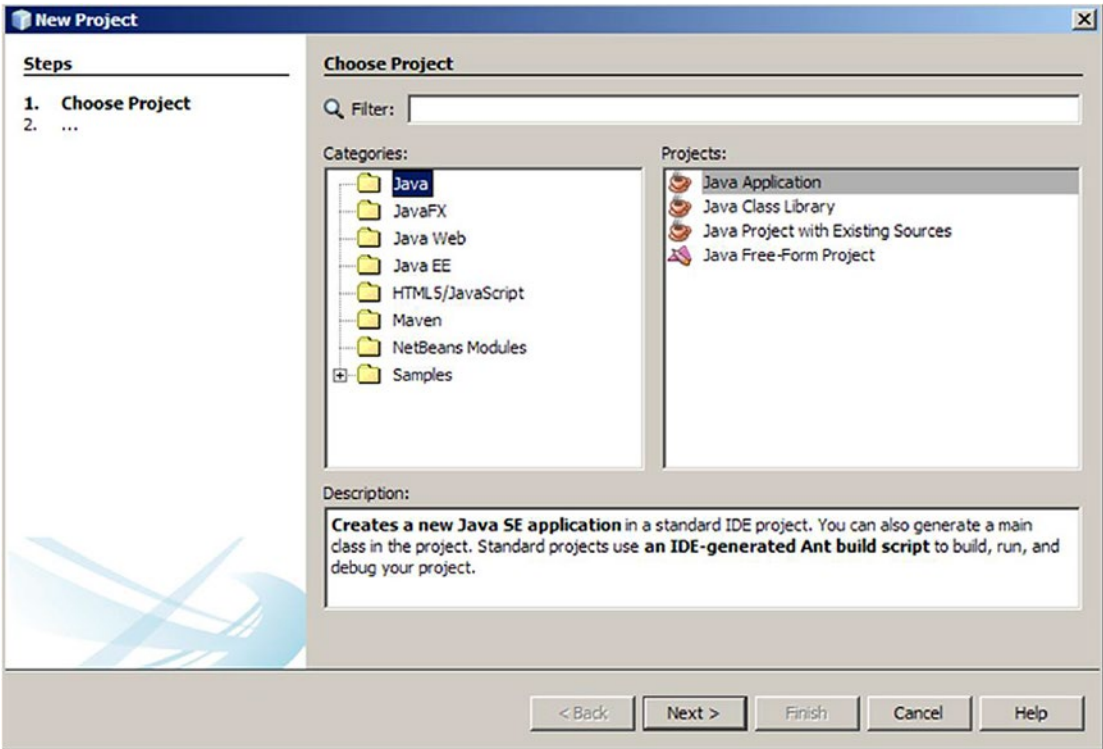 New Project
Steps
1. Choose Project
2. ...
Choose Project
Filter:
Categories:
Java
JavaFX
Java Web
Java EE
HTML5/JavaScript
Maven
NetBeans Modules
Samples
Projects:
Java Application
Java Class Library
Java Project with Existing Sources
Java Free-Form Project
Description:
Creates a new Java SE application in a standard IDE project. You can also generate a main
class in the project. Standard projects use an IDE-generated Ant build script to build, run, and
debug your project.
< Back
Next >
Finish
Cancel
Help